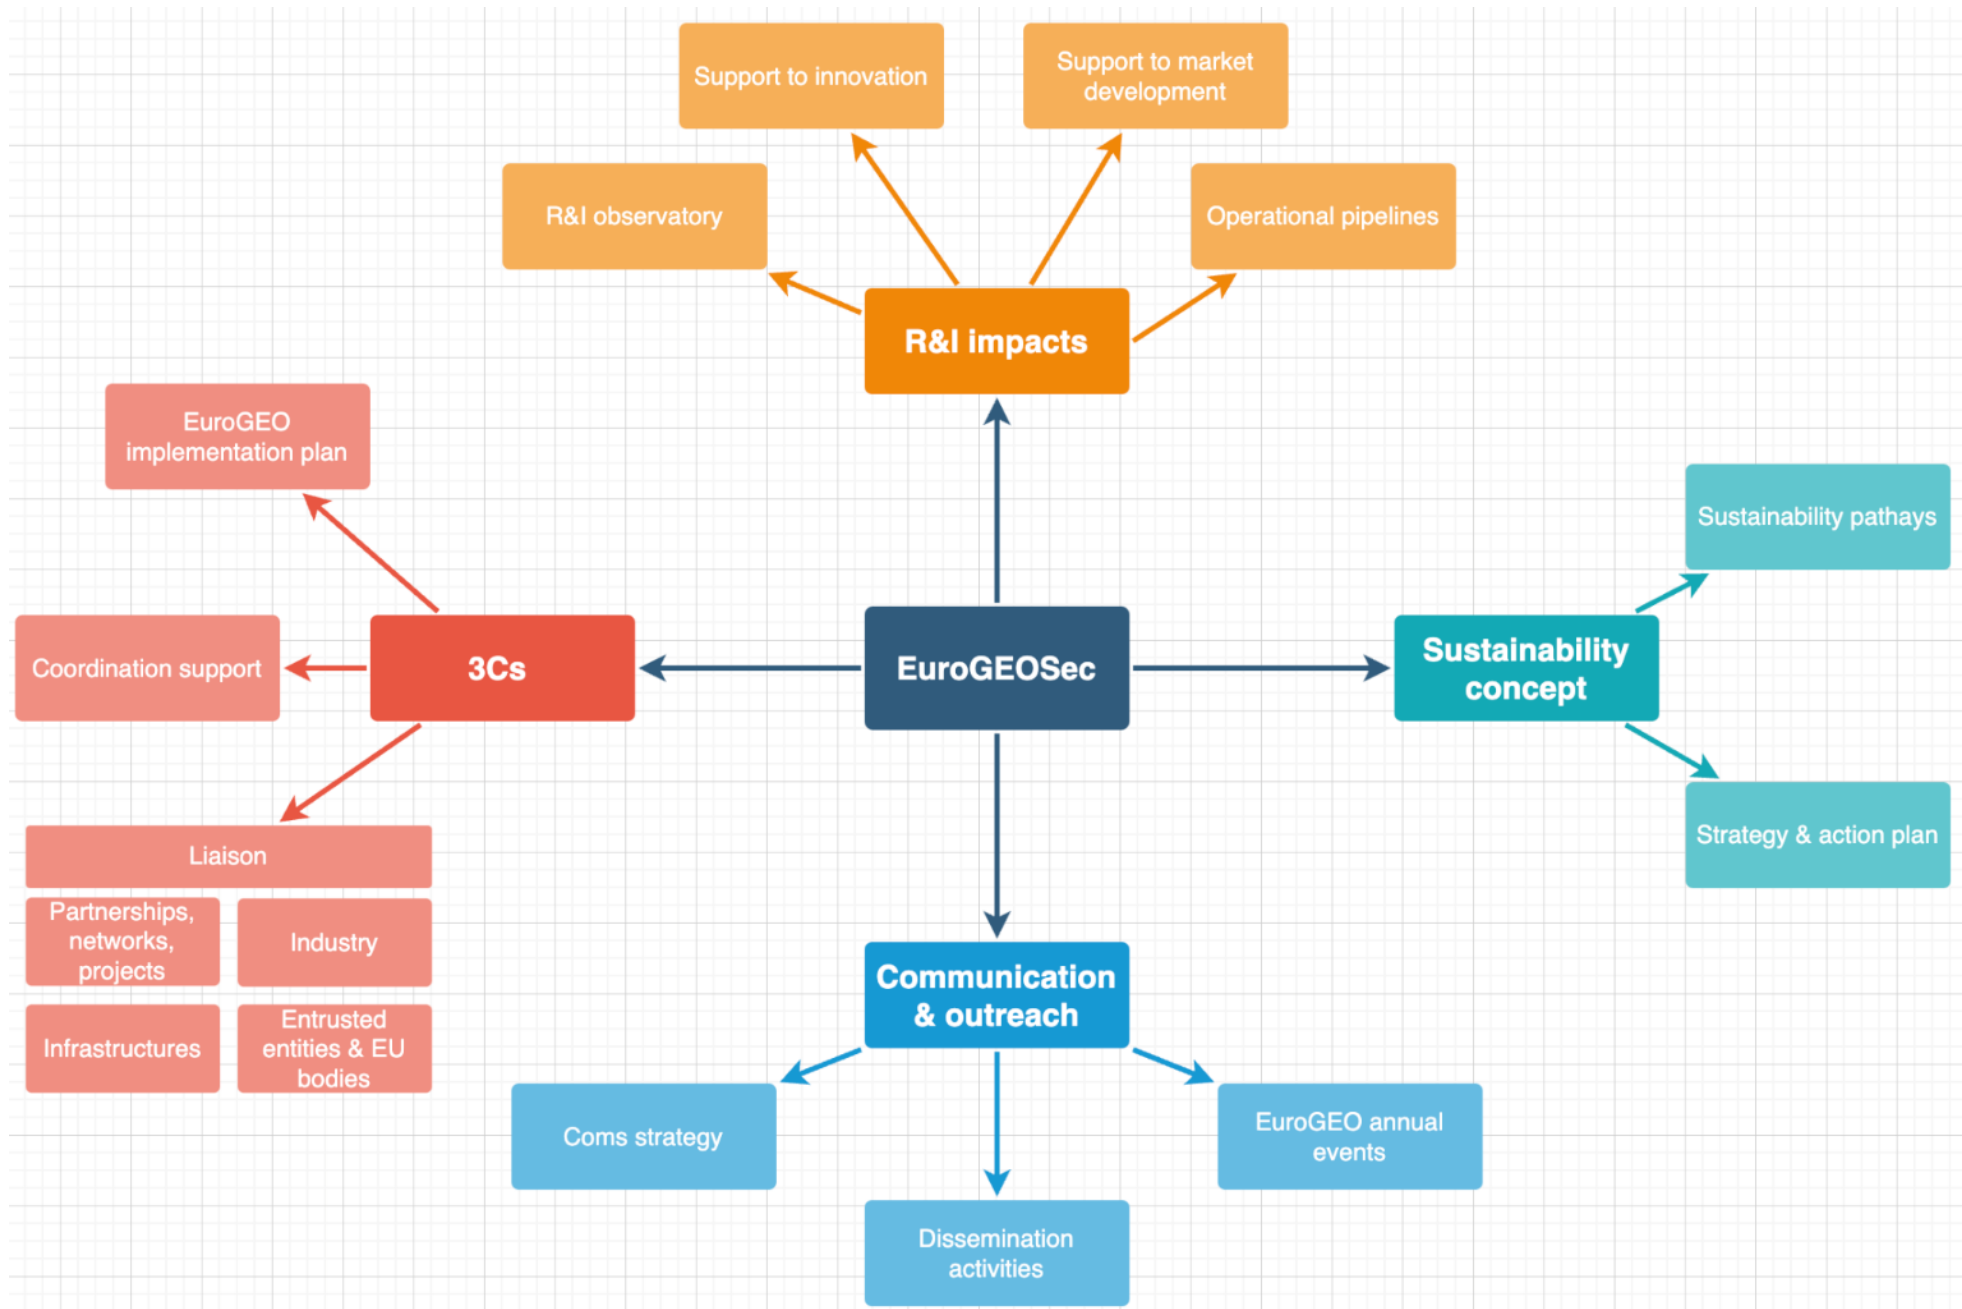 Support to innovation
Support to market
development
R&I observatory
Operational pipelines
R&I impacts
EuroGEO
implementation plan
Sustainability pathays
Coordination support
3Cs
EuroGEOSec
Sustainability
concept
Strategy & action plan
Liaison
Partnerships,
networks,
projects
Industry
Infrastructures
Entrusted
entities & EU
bodies
Communication
& outreach
Coms strategy
EuroGEO annual
events
Dissemination
activities